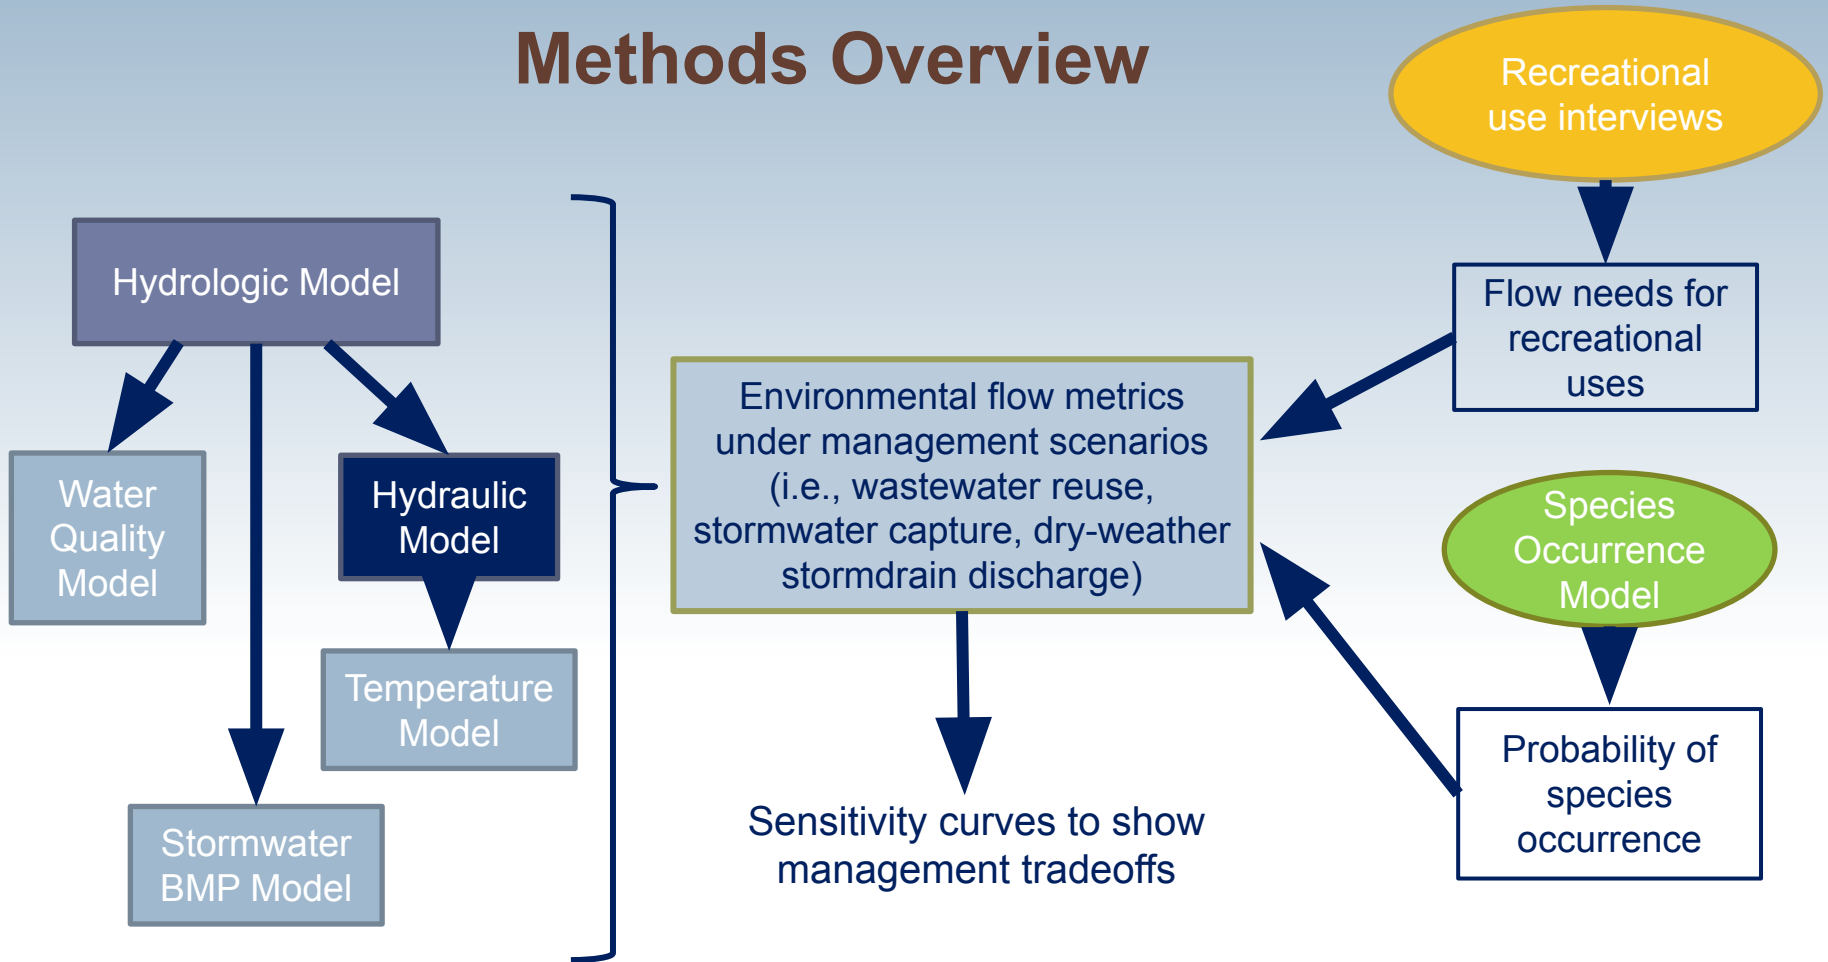 Methods Overview
Recreational
use interviews
Hydrologic Model
Flow needs for
recreational
uses
Environmental flow metrics
under management scenarios
(i.e., wastewater reuse,
stormwater capture, dry-weather
stormdrain discharge)
Water
Quality
Model
Hydraulic
Model
Species
Occurrence
Model
Temperature
Model
Probability of
species
occurrence
Sensitivity curves to show
management tradeoffs
Stormwater
BMP Model